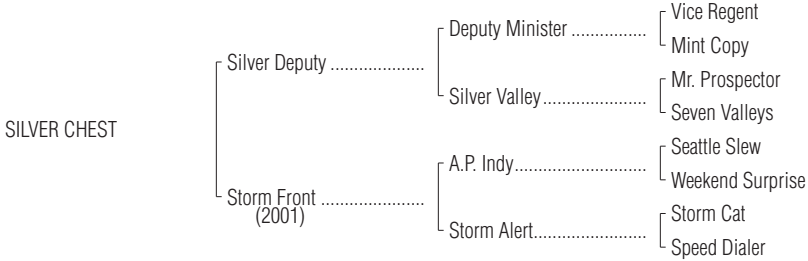 Vice Regent
Deputy Minister ................
Mint Copy
Silver Deputy ....................
Mr. Prospector
Silver Valley......................
Seven Valleys
SILVER CHEST
Seattle Slew
A.P. Indy............................
Weekend Surprise
Storm Front ......................
(2001)
Storm Cat
Storm Alert........................
Speed Dialer